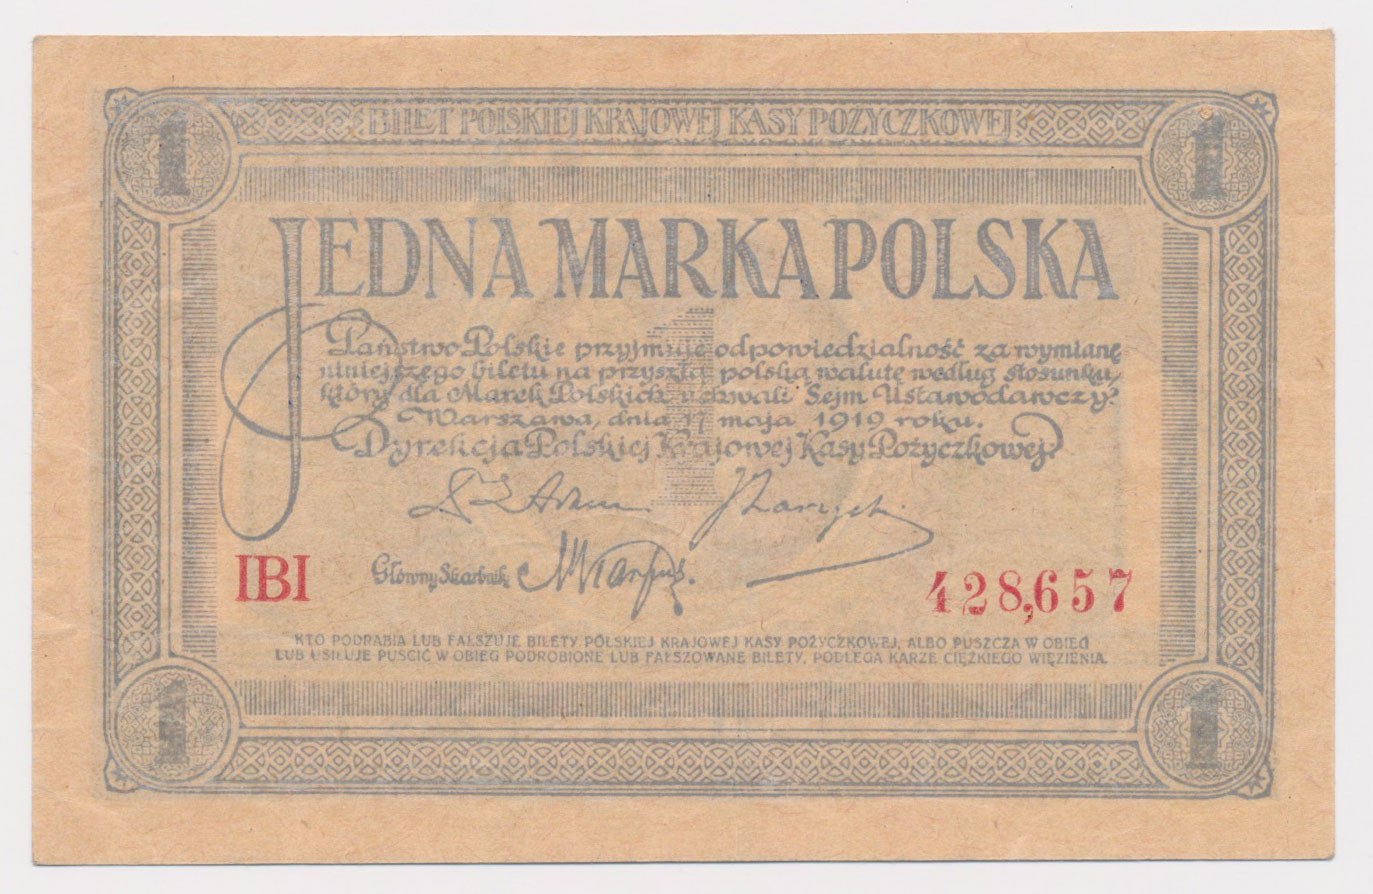 BILET POLSKIEJ KRAJOWEJ KASY POŻYCZKOWEJ
1 1
JEDNA MARKA POLSKA
1
Państwo Polskie przyjmuje odpowiedzialność za wymianę
niniejszego biletu na przyszłą polską walutę według stosunku,
który dla Marek Polskich uchwali Sejm Ustawodawczy.
Warszawa, dnia 17 maja 1919 roku.
Dyrekcja Polskiej Krajowej Kasy Pożyczkowej
IBI
Główny Skarbnik
428,657
KTO PODRABIA LUB FAŁSZUJE BILETY POLSKIEJ KRAJOWEJ KASY POŻYCZKOWEJ, ALBO PUSZCZA W OBIEG
LUB USIŁUJE PUŚCIĆ W OBIEG PODROBIONE LUB FAŁSZOWANE BILETY, PODLEGA KARZE CIĘŻKIEGO WIĘZIENIA.
1 1